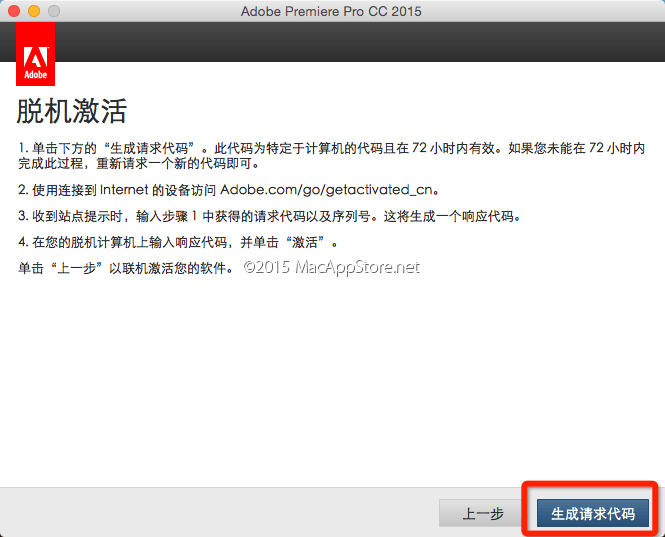 Adobe Premiere Pro CC 2015
Adobe
脱机激活
1. 单击下方的“生成请求代码”。此代码为特定于计算机的代码且在 72 小时内有效。如果您未能在 72 小时内
完成此过程，重新请求一个新的代码即可。
2. 使用连接到 Internet 的设备访问 Adobe.com/go/getactivated_cn。
3. 收到站点提示时，输入步骤 1 中获得的请求代码以及序列号。这将生成一个响应代码。
4. 在您的脱机计算机上输入响应代码，并单击“激活”。
单击“上一步”以联机激活您的软件。 ©2015 MacAppStore.net
上一步 生成请求代码